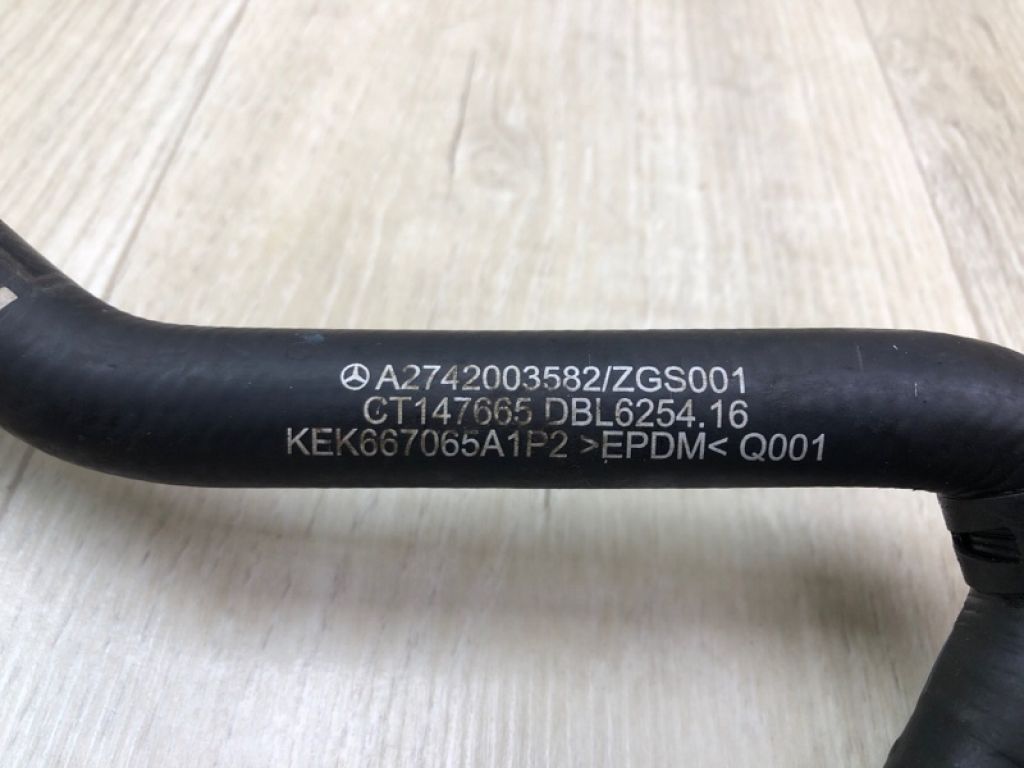 A2742003582/ZGS001
CT147665 DBL6254.16
KEK667065A1P2 >EPDM< Q001